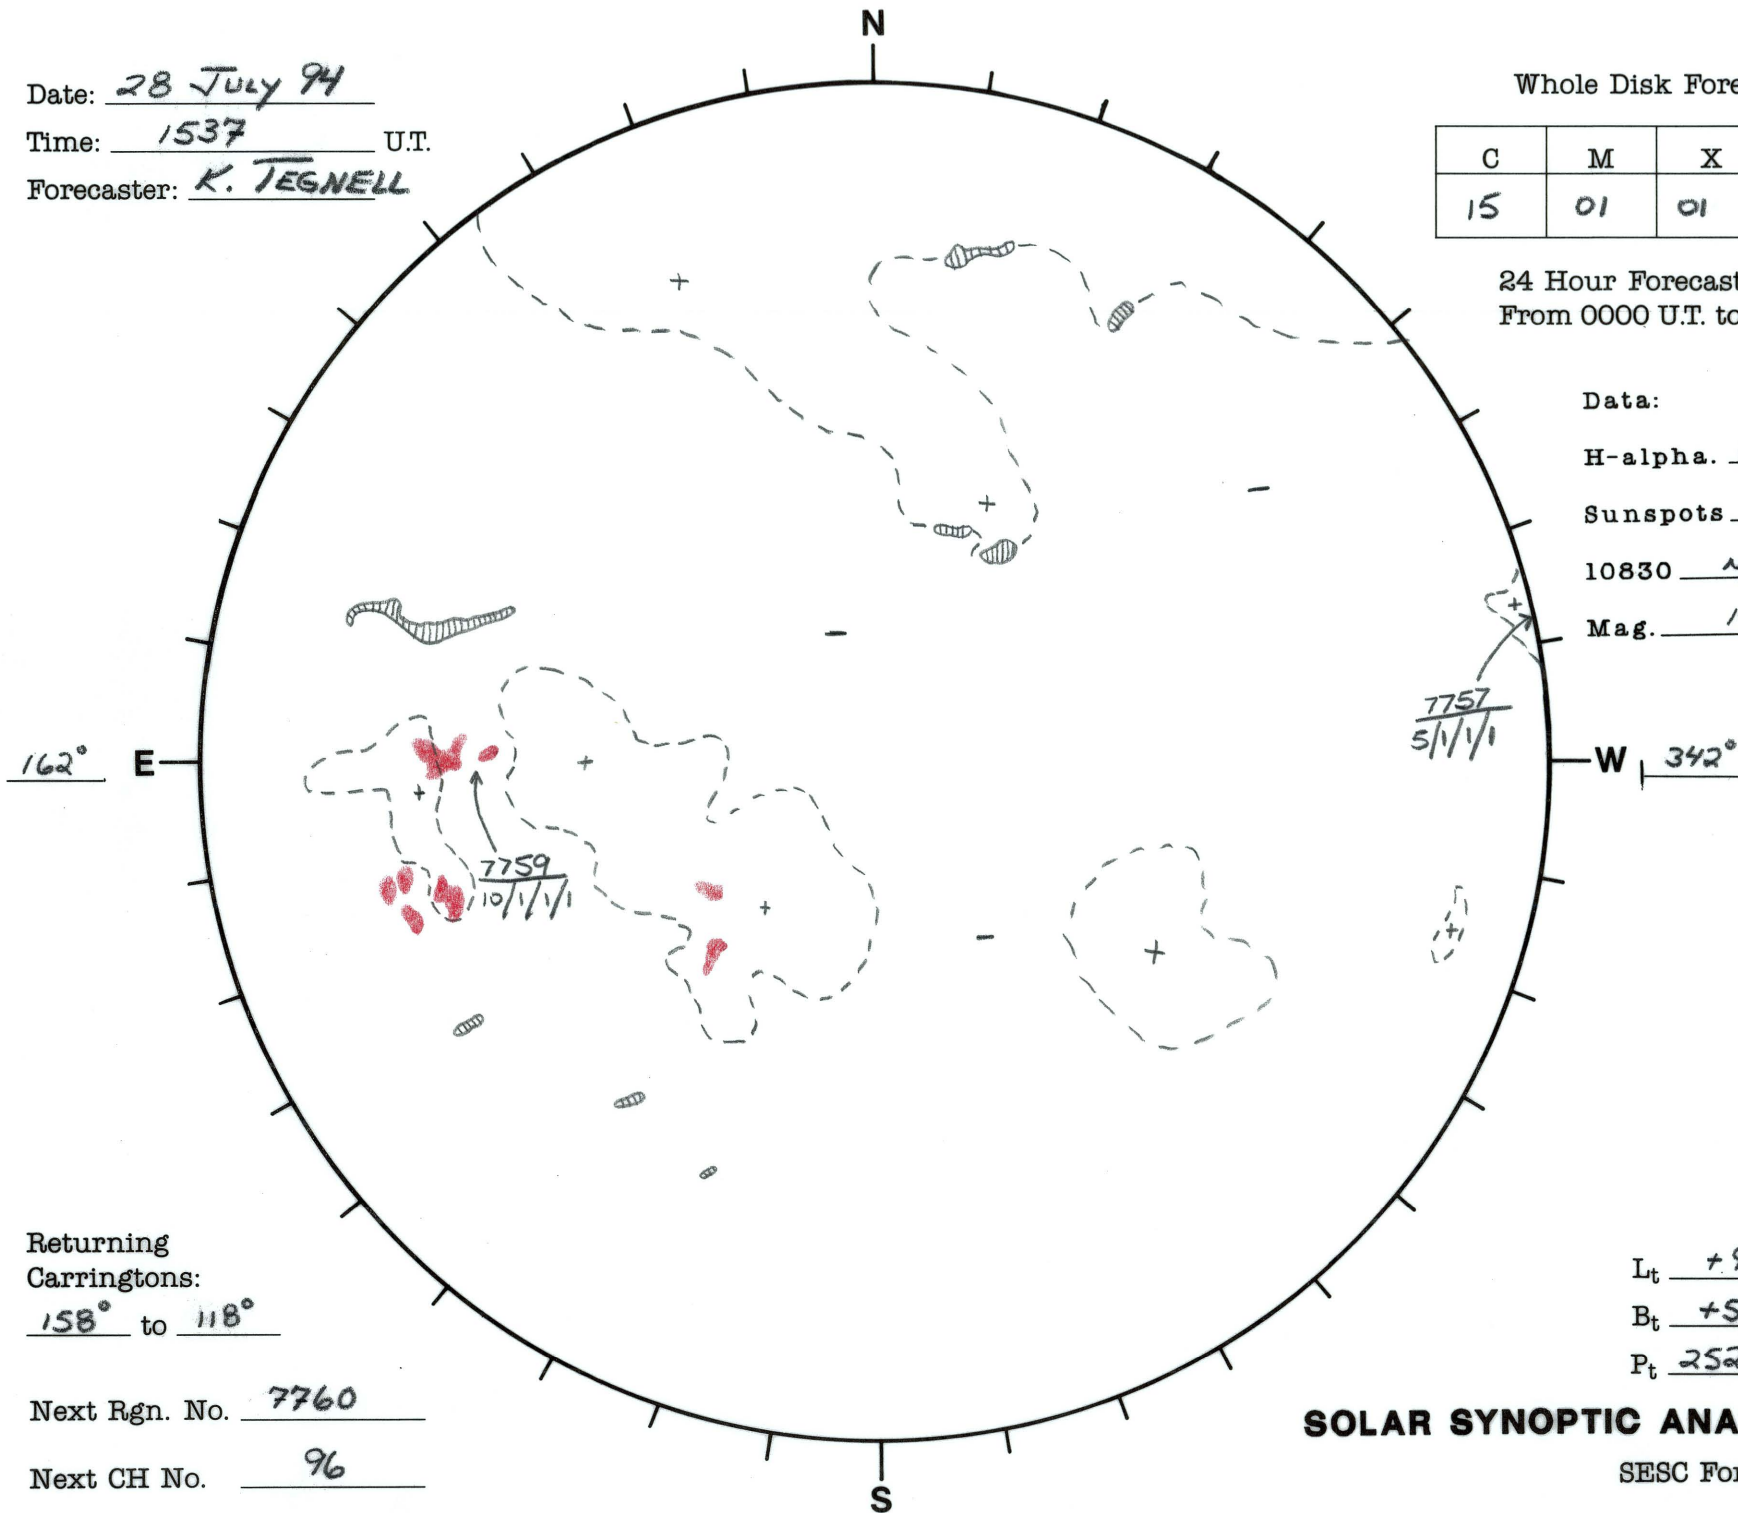 N
Date: 28 JULY 94
Time: 1537 U.T.
Forecaster: K. TEGNELL
Whole Disk Fore
C M X
15 01 01
24 Hour Forecast
From 0000 U.T. to
Data:
H-alpha.
Sunspots
10830
Mag.
7757
5/1/1/1
162° E
W 342°
7759
10/1/1/1
Returning
Carringtons:
158° to 118°
Next Rgn. No. 7760
Next CH No. 96
Lt +
Bt +5
Pt 252
SOLAR SYNOPTIC ANA
SESC For
S